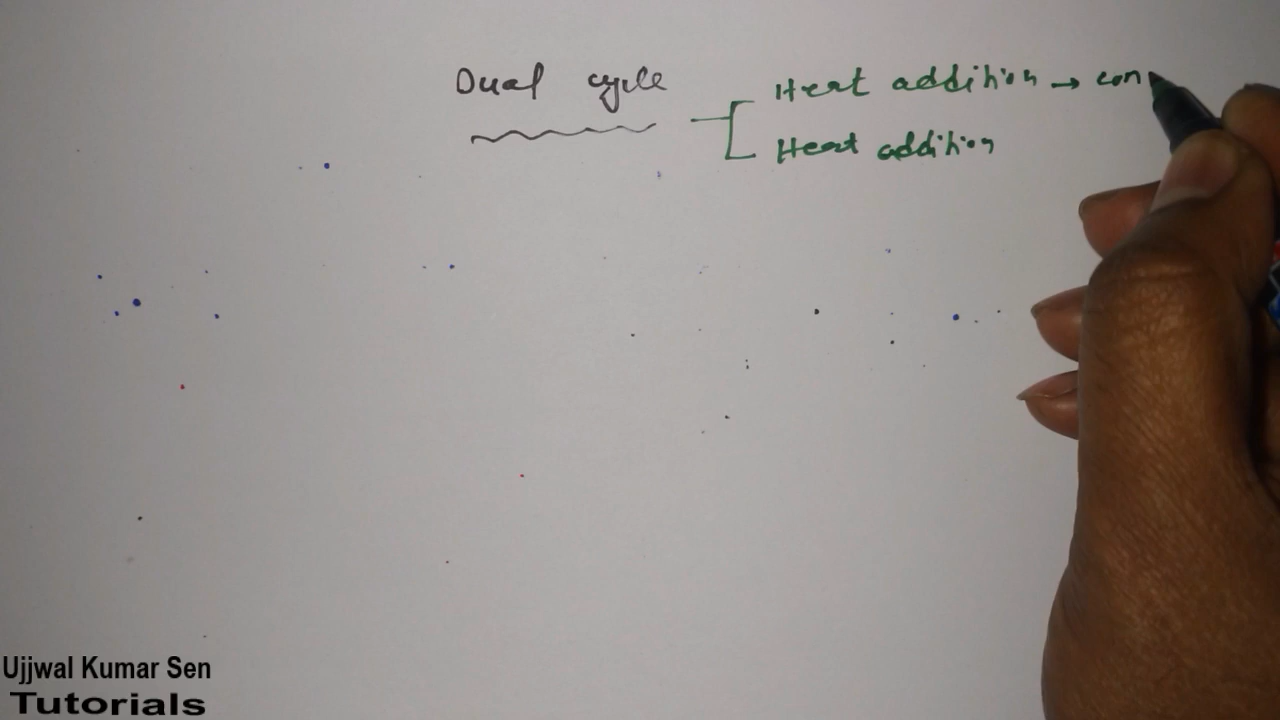 Dual cycle
Heat addition → con
Heat addition
Ujjwal Kumar Sen
Tutorials